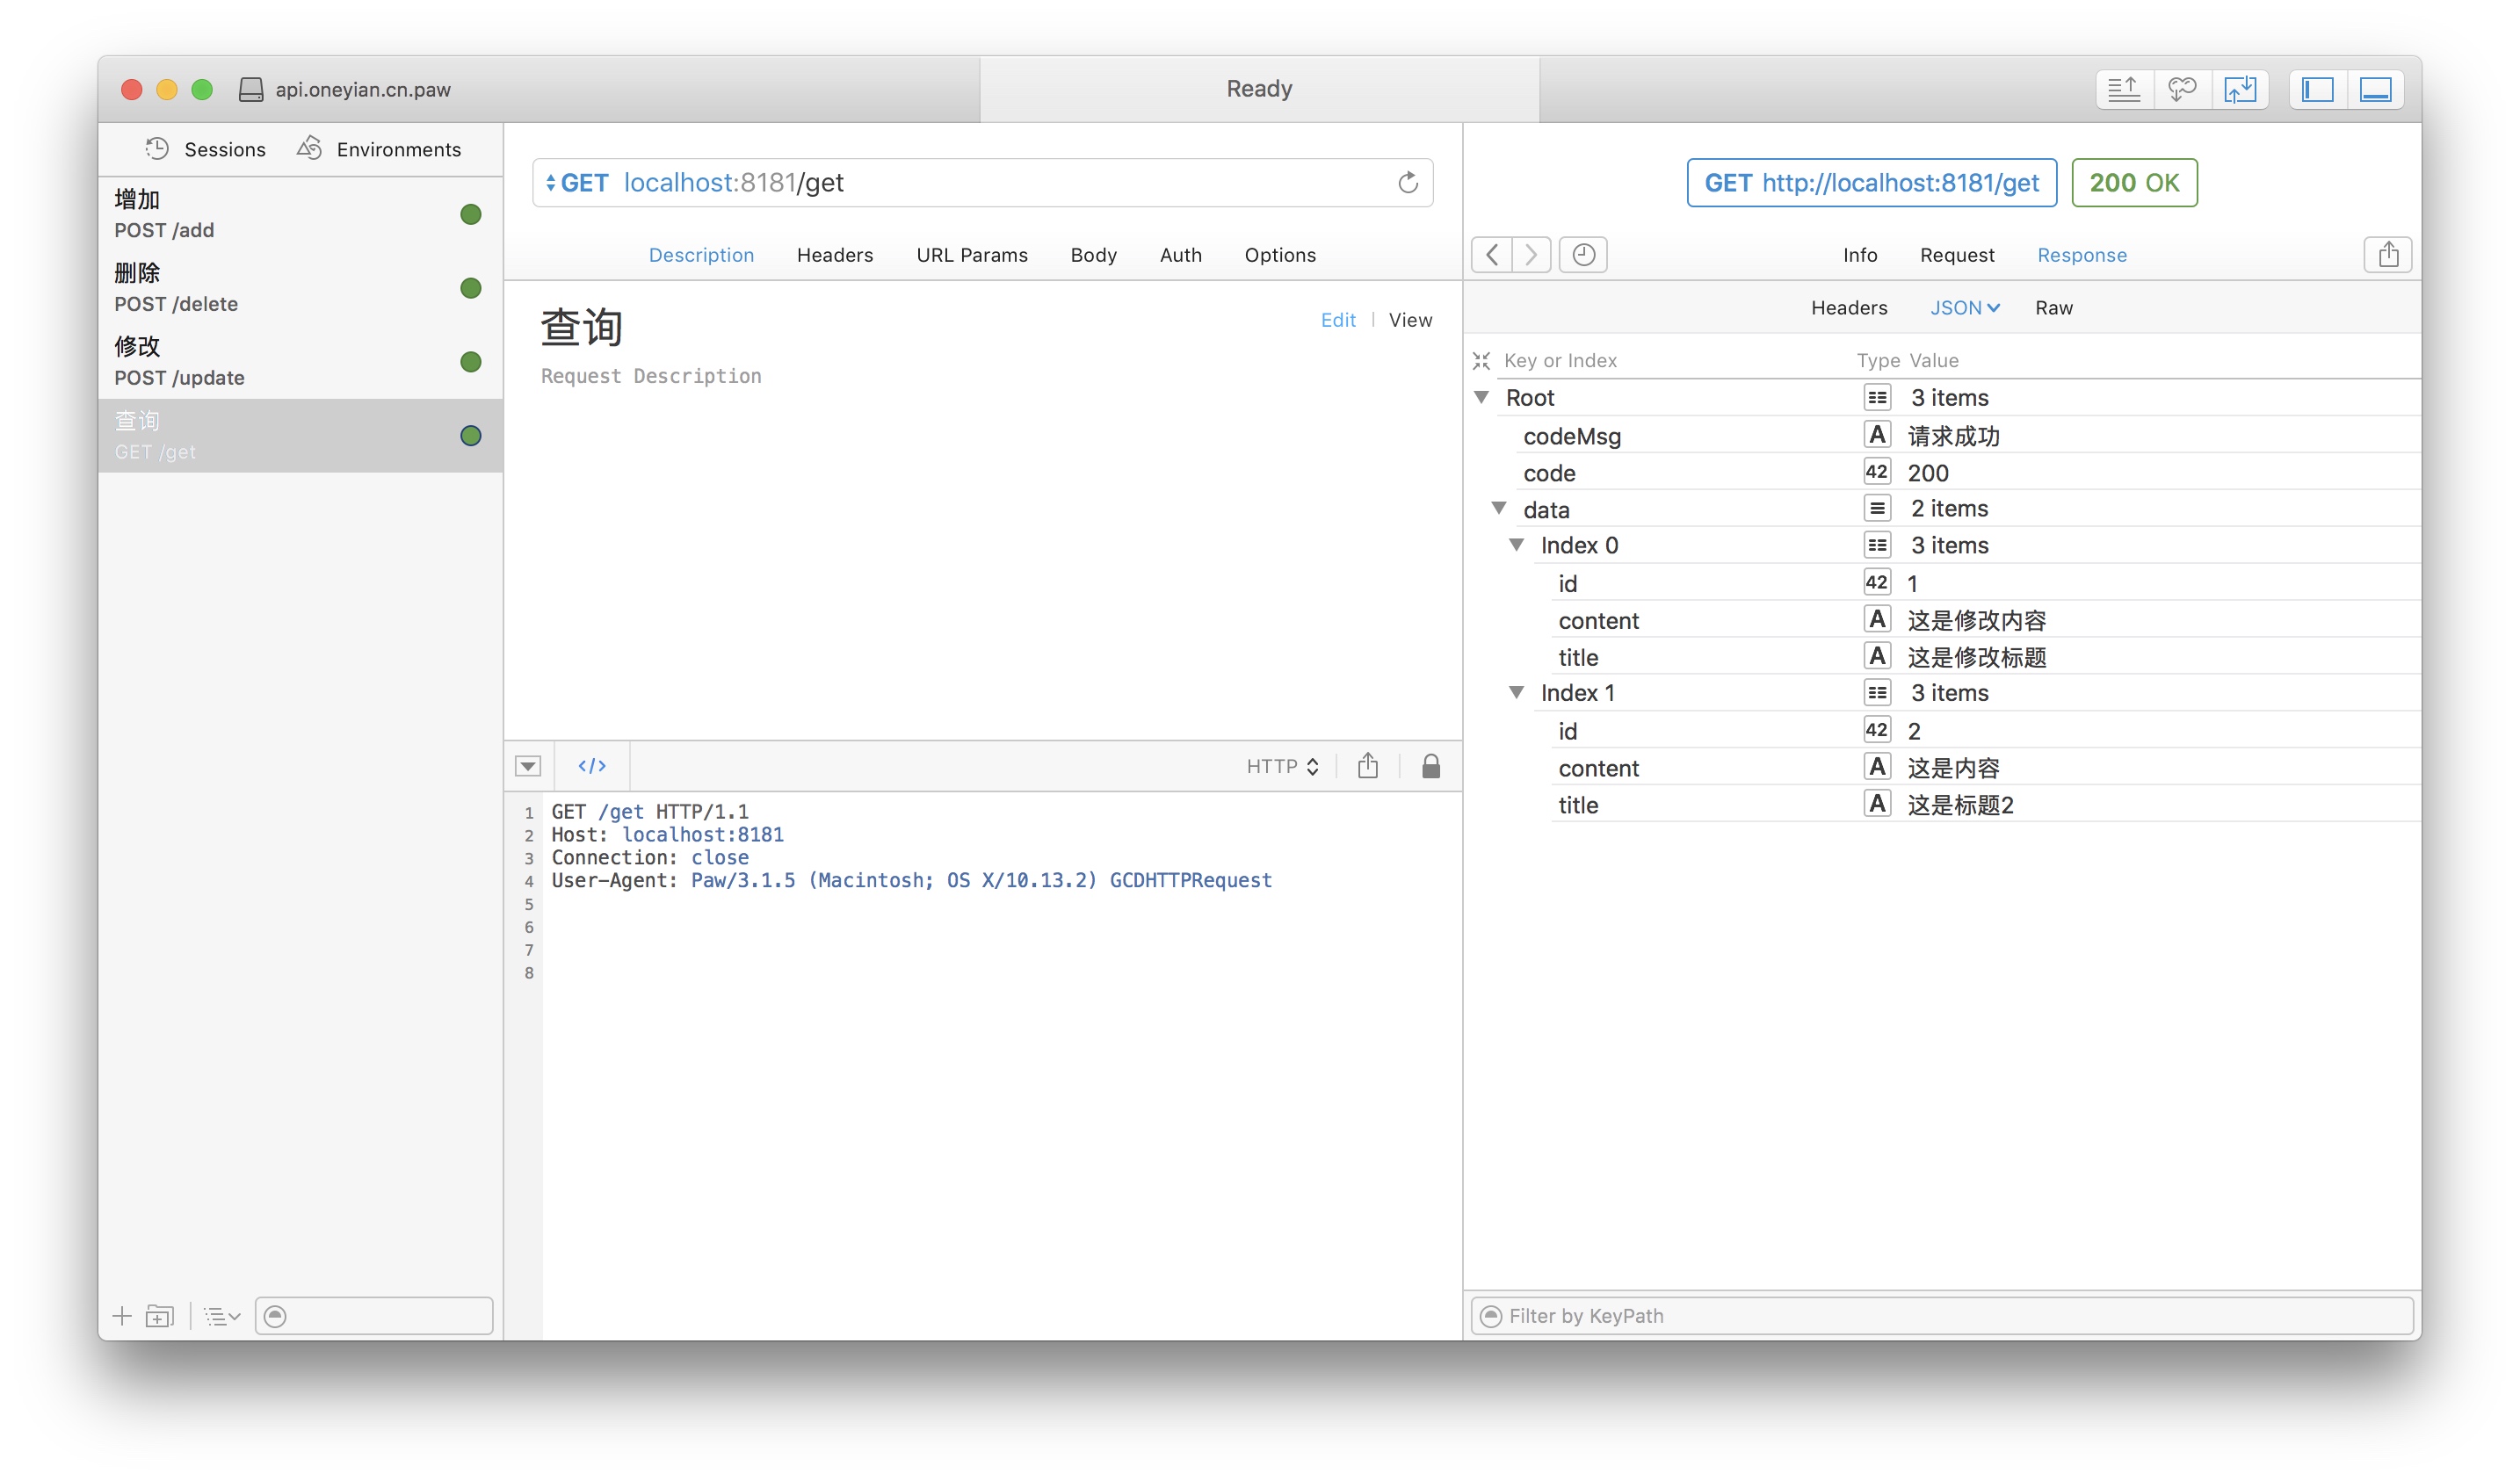 api.oneyian.cn.paw
Ready
Sessions Environments
增加
POST /add
删除
POST /delete
修改
POST /update
查询
GET /get
GET localhost:8181/get
Description Headers URL Params Body Auth Options
查询
Edit | View
Request Description
</> HTTP
1 GET /get HTTP/1.1
2 Host: localhost:8181
3 Connection: close
4 User-Agent: Paw/3.1.5 (Macintosh; OS X/10.13.2) GCDHTTPRequest
5
6
7
8
GET http://localhost:8181/get 200 OK
Info Request Response
Headers JSON Raw
Key or Index Type Value
Root 3 items
codeMsg A 请求成功
code 42 200
data 2 items
Index 0 3 items
id 42 1
content A 这是修改内容
title A 这是修改标题
Index 1 3 items
id 42 2
content A 这是内容
title A 这是标题2
Filter by KeyPath